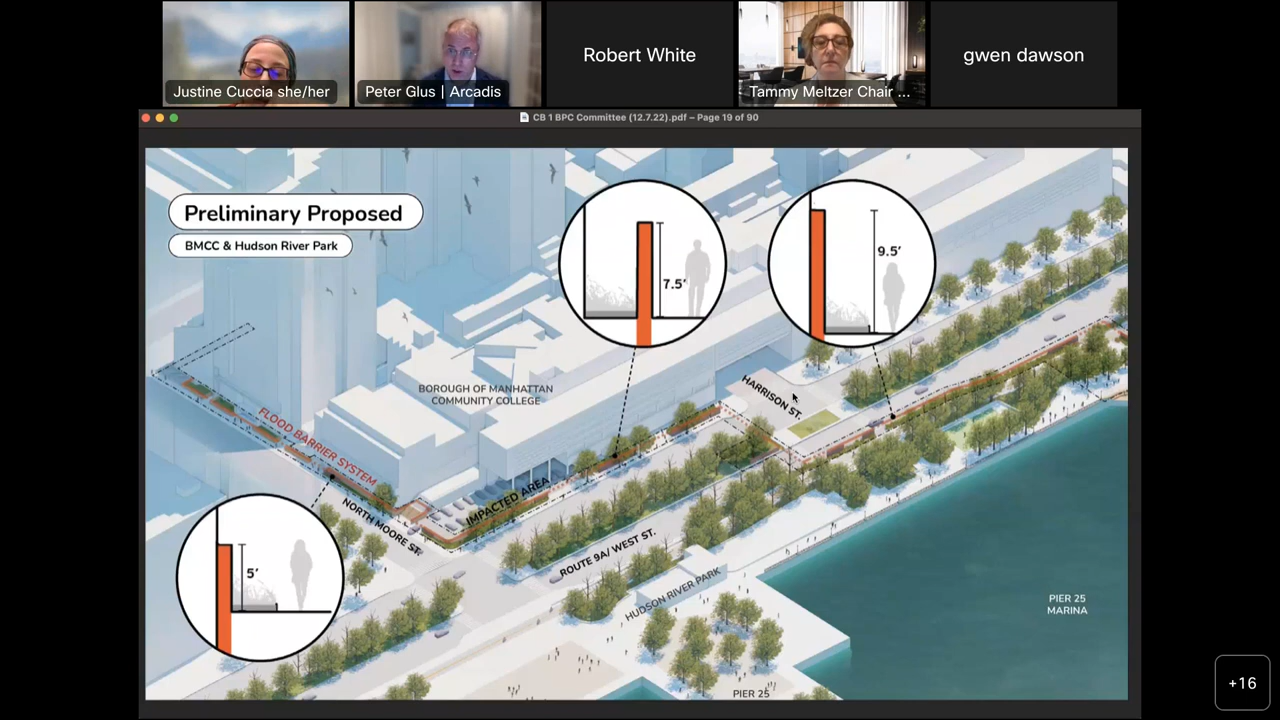 Justine Cuccia she/her
Peter Glus | Arcadis
Robert White
Tammy Meltzer Chair ...
gwen dawson
CB 1 BPC Committee (12.7.22).pdf – Page 19 of 90
Preliminary Proposed
BMCC & Hudson River Park
7.5'
9.5'
BOROUGH OF MANHATTAN
COMMUNITY COLLEGE
HARRISON ST.
FLOOD BARRIER SYSTEM
IMPACTED AREA
NORTH MOORE ST.
ROUTE 9A/ WEST ST.
5'
HUDSON RIVER PARK
PIER 25
MARINA
PIER 25
+16